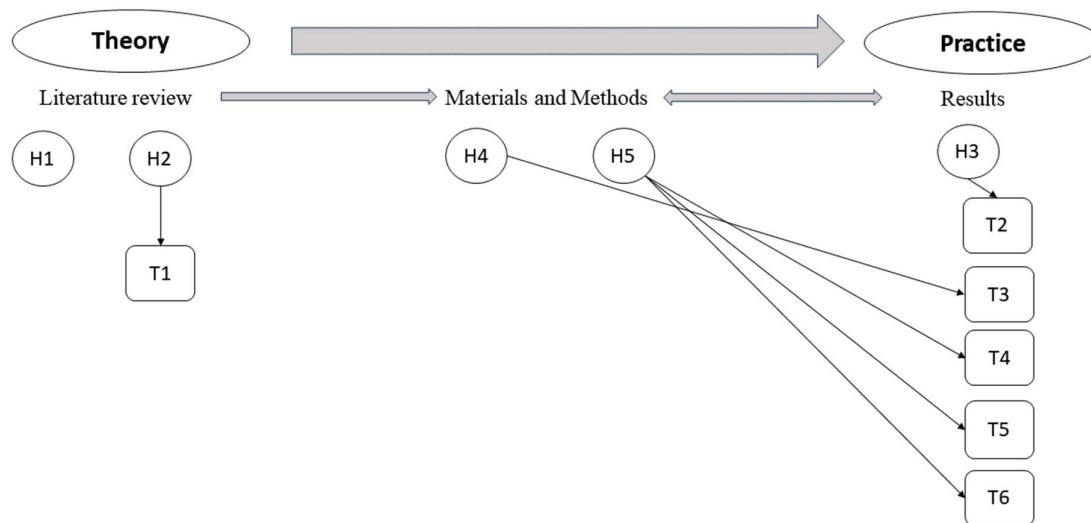 Theory
Practice
Literature review
Materials and Methods
Results
H1
H2
H4
H5
H3
T1
T2
T3
T4
T5
T6